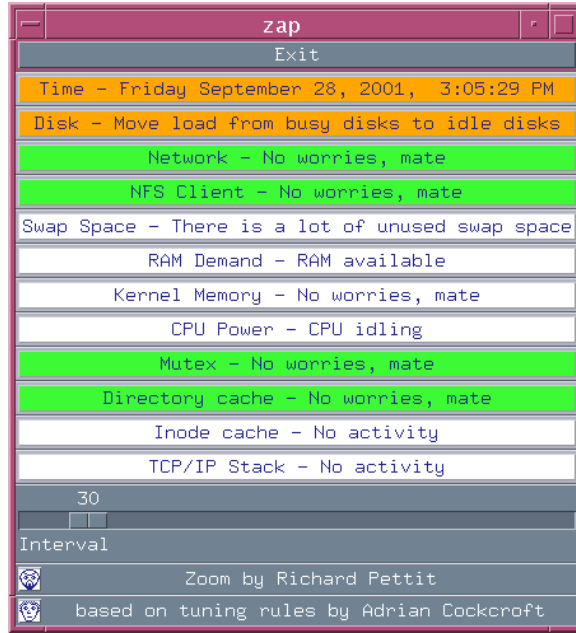 zap
Exit
Time - Friday September 28, 2001,  3:05:29 PM
Disk - Move load from busy disks to idle disks
Network - No worries, mate
NFS Client - No worries, mate
Swap Space - There is a lot of unused swap space
RAM Demand - RAM available
Kernel Memory - No worries, mate
CPU Power - CPU idling
Mutex - No worries, mate
Directory cache - No worries, mate
Inode cache - No activity
TCP/IP Stack - No activity
30
Interval
Zoom by Richard Pettit
based on tuning rules by Adrian Cockcroft